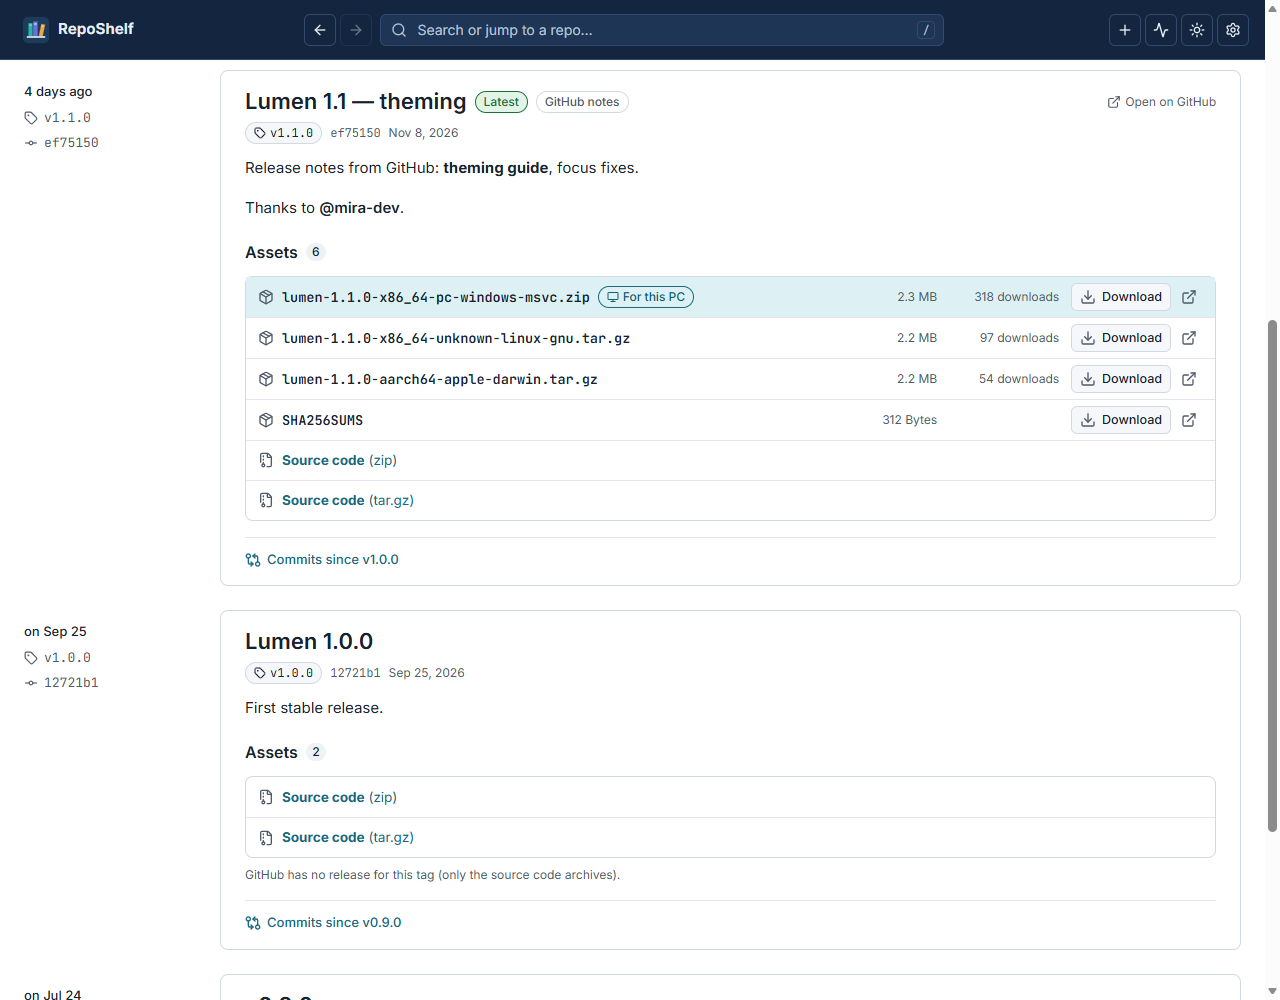 RepoShelf
Search or jump to a repo...
/
4 days ago
v1.1.0
ef75150
Lumen 1.1 — theming
Latest
GitHub notes
Open on GitHub
v1.1.0 ef75150 Nov 8, 2026
Release notes from GitHub: theming guide, focus fixes.
Thanks to @mira-dev.
Assets 6
lumen-1.1.0-x86_64-pc-windows-msvc.zip For this PC 2.3 MB 318 downloads Download
lumen-1.1.0-x86_64-unknown-linux-gnu.tar.gz 2.2 MB 97 downloads Download
lumen-1.1.0-aarch64-apple-darwin.tar.gz 2.2 MB 54 downloads Download
SHA256SUMS 312 Bytes Download
Source code (zip)
Source code (tar.gz)
Commits since v1.0.0
on Sep 25
v1.0.0
12721b1
Lumen 1.0.0
v1.0.0 12721b1 Sep 25, 2026
First stable release.
Assets 2
Source code (zip)
Source code (tar.gz)
GitHub has no release for this tag (only the source code archives).
Commits since v0.9.0
on Jul 24